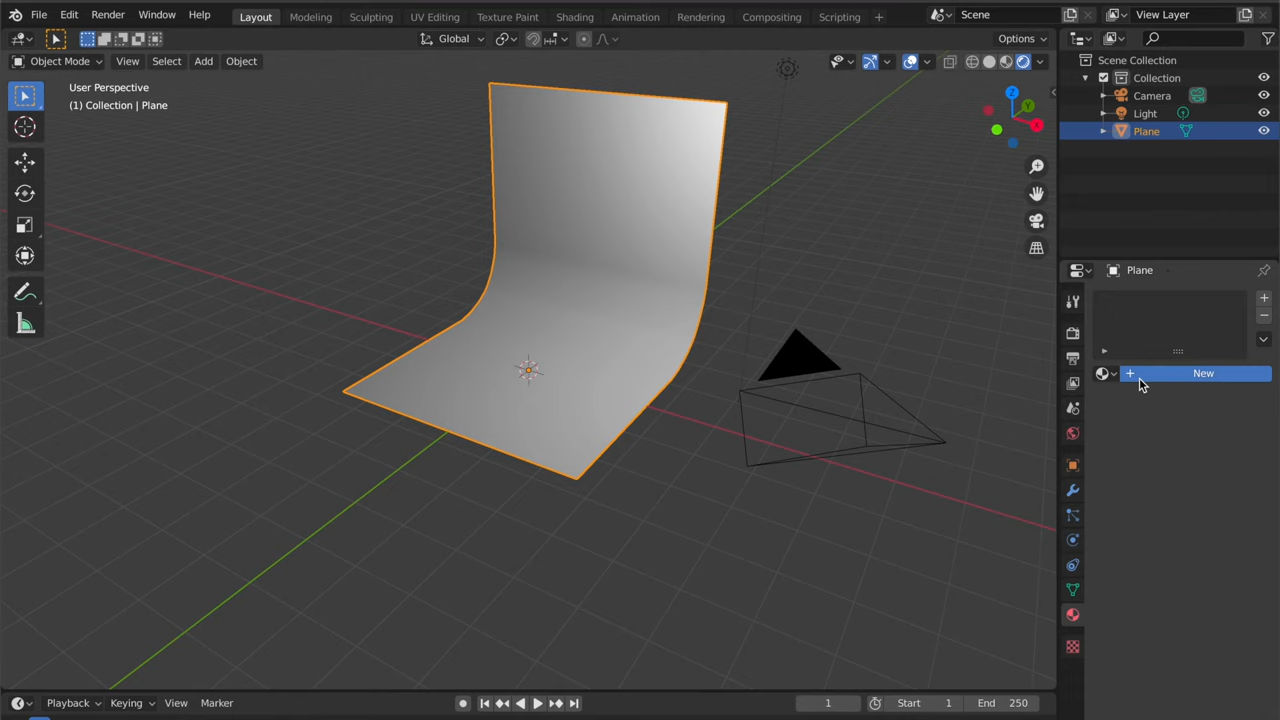 File Edit Render Window Help Layout Modeling Sculpting UV Editing Texture Paint Shading Animation Rendering Compositing Scripting + Scene View Layer
Global Options
Object Mode View Select Add Object
User Perspective
(1) Collection | Plane
Scene Collection
Collection
Camera
Light
Plane
Plane
New
Playback Keying View Marker 1 Start 1 End 250